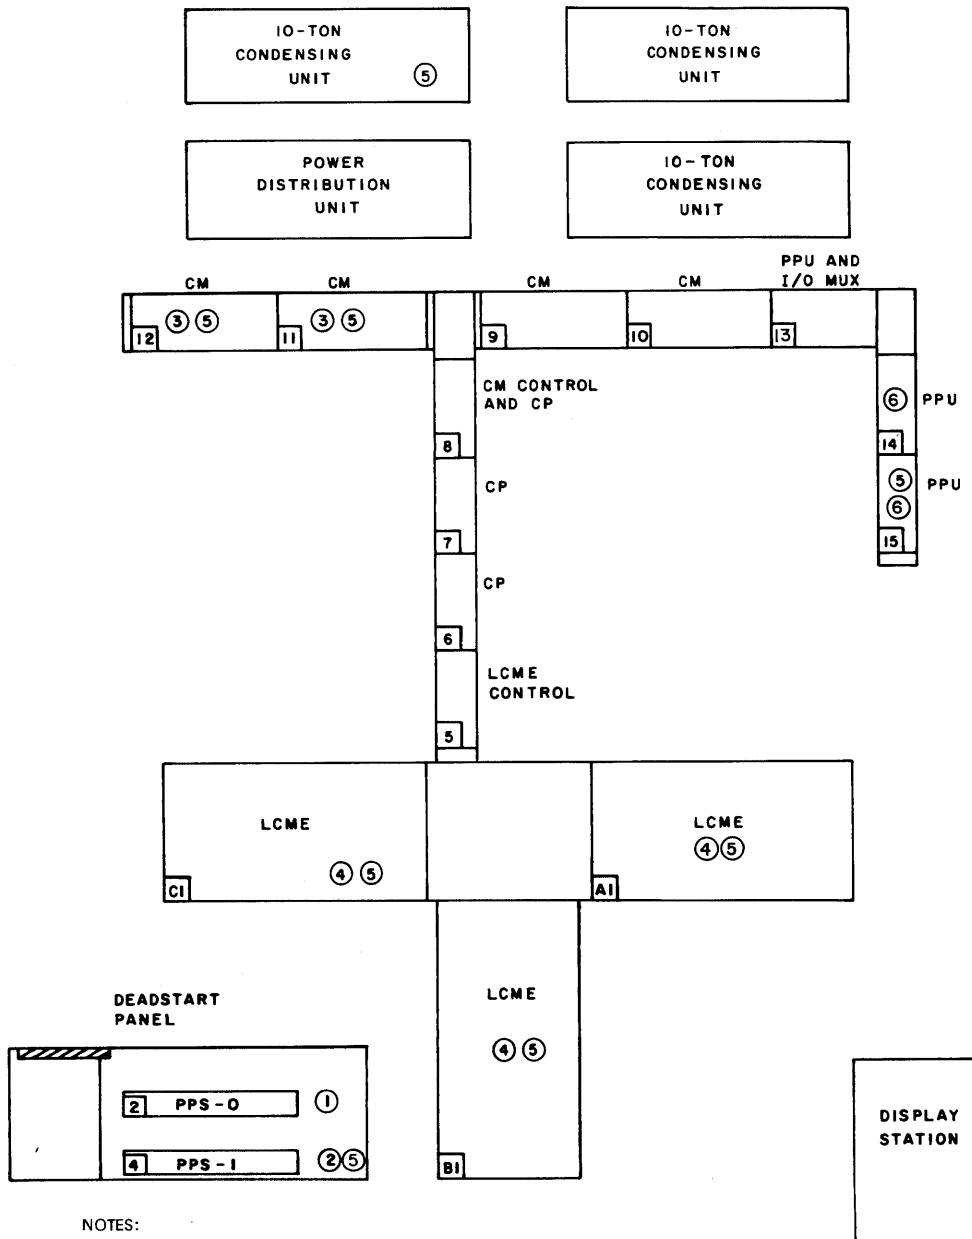 10-TON
CONDENSING
UNIT
5
10-TON
CONDENSING
UNIT
POWER
DISTRIBUTION
UNIT
10-TON
CONDENSING
UNIT
CM
CM
CM
CM
PPU AND
I/O MUX
12
3 5
11
3 5
9
10
13
CM CONTROL
AND CP
8
6
PPU
14
CP
7
5
6
PPU
15
CP
6
LCME
CONTROL
5
LCME
4 5
C1
LCME
4 5
A1
LCME
4 5
B1
DEADSTART
PANEL
2 PPS-0 1
4 PPS-1 2 5
DISPLAY
STATION
NOTES: